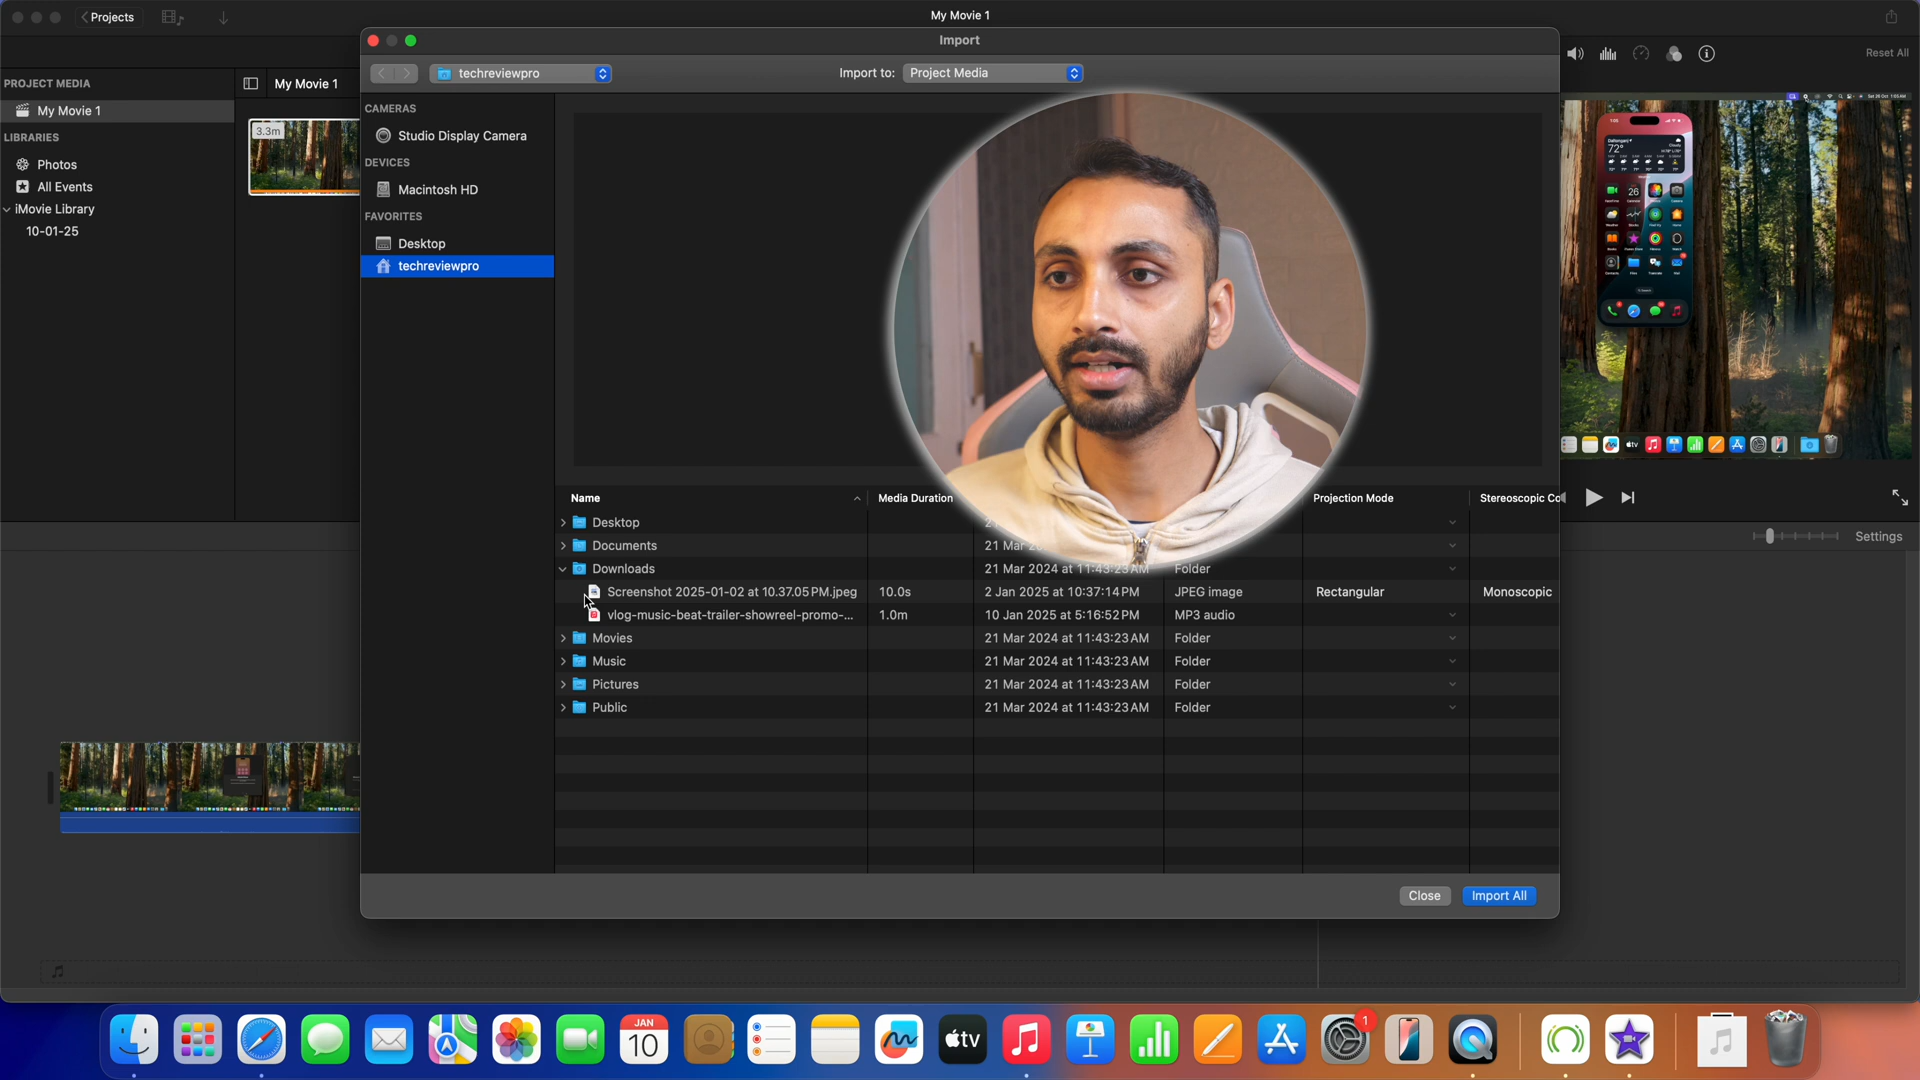 Projects
My Movie 1
Import
Reset All
techreviewpro
Import to:
Project Media
PROJECT MEDIA
My Movie 1
My Movie 1
LIBRARIES
Photos
All Events
iMovie Library
10-01-25
3.3m
CAMERAS
Studio Display Camera
DEVICES
Macintosh HD
FAVORITES
Desktop
techreviewpro
Name
Media Duration
Projection Mode
Stereoscopic Co
Desktop
Documents
21 Mar
Downloads
21 Mar 2024 at 11:43:23 AM
Folder
Screenshot 2025-01-02 at 10.37.05 PM.jpeg
10.0s
2 Jan 2025 at 10:37:14 PM
JPEG image
Rectangular
Monoscopic
vlog-music-beat-trailer-showreel-promo-...
1.0m
10 Jan 2025 at 5:16:52 PM
MP3 audio
Movies
21 Mar 2024 at 11:43:23 AM
Folder
Music
21 Mar 2024 at 11:43:23 AM
Folder
Pictures
21 Mar 2024 at 11:43:23 AM
Folder
Public
21 Mar 2024 at 11:43:23 AM
Folder
Settings
Close
Import All
72°
26
JAN
10
tv
1